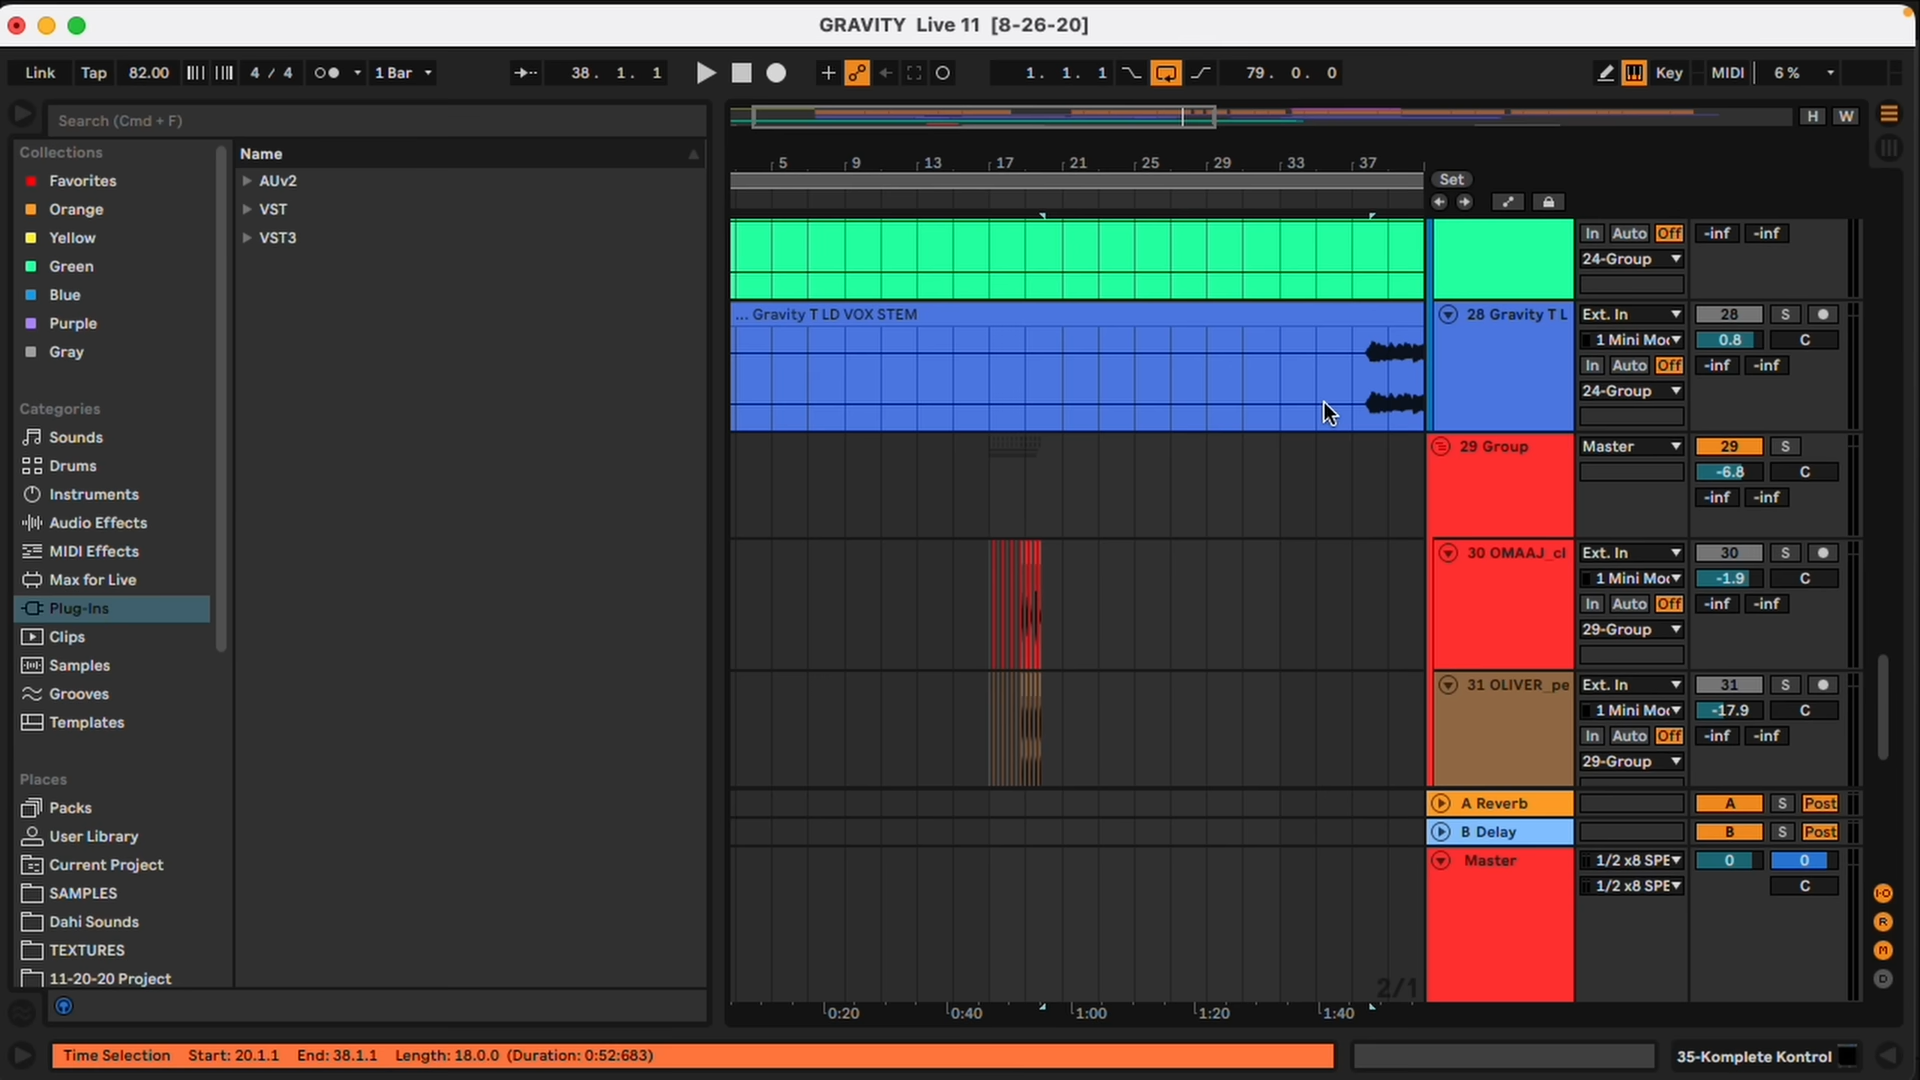 GRAVITY Live 11 [8-26-20]
Link Tap 82.00 4 / 4 1 Bar 38. 1. 1 1. 1. 1 79. 0. 0 Key MIDI 6 %
Search (Cmd + F)
H W
Collections
Favorites
Orange
Yellow
Green
Blue
Purple
Gray
Categories
Sounds
Drums
Instruments
Audio Effects
MIDI Effects
Max for Live
Plug-Ins
Clips
Samples
Grooves
Templates
Places
Packs
User Library
Current Project
SAMPLES
Dahi Sounds
TEXTURES
11-20-20 Project
Name
AUv2
VST
VST3
5 9 13 17 21 25 29 33 37
Set
In Auto Off -inf -inf
24-Group
... Gravity T LD VOX STEM
28 Gravity T L Ext. In 28 S
1 Mini Moc 0.8 C
In Auto Off -inf -inf
24-Group
29 Group Master 29 S
-6.8 C
-inf -inf
30 OMAAJ_cl Ext. In 30 S
1 Mini Moc -1.9 C
In Auto Off -inf -inf
29-Group
31 OLIVER_pe Ext. In 31 S
1 Mini Moc -17.9 C
In Auto Off -inf -inf
29-Group
A Reverb A S Post
B Delay B S Post
Master 1/2 x8 SPE 0 0
1/2 x8 SPE C
I·O
R
M
D
2/1
0:20 0:40 1:00 1:20 1:40
Time Selection Start: 20.1.1 End: 38.1.1 Length: 18.0.0 (Duration: 0:52:683)
35-Komplete Kontrol